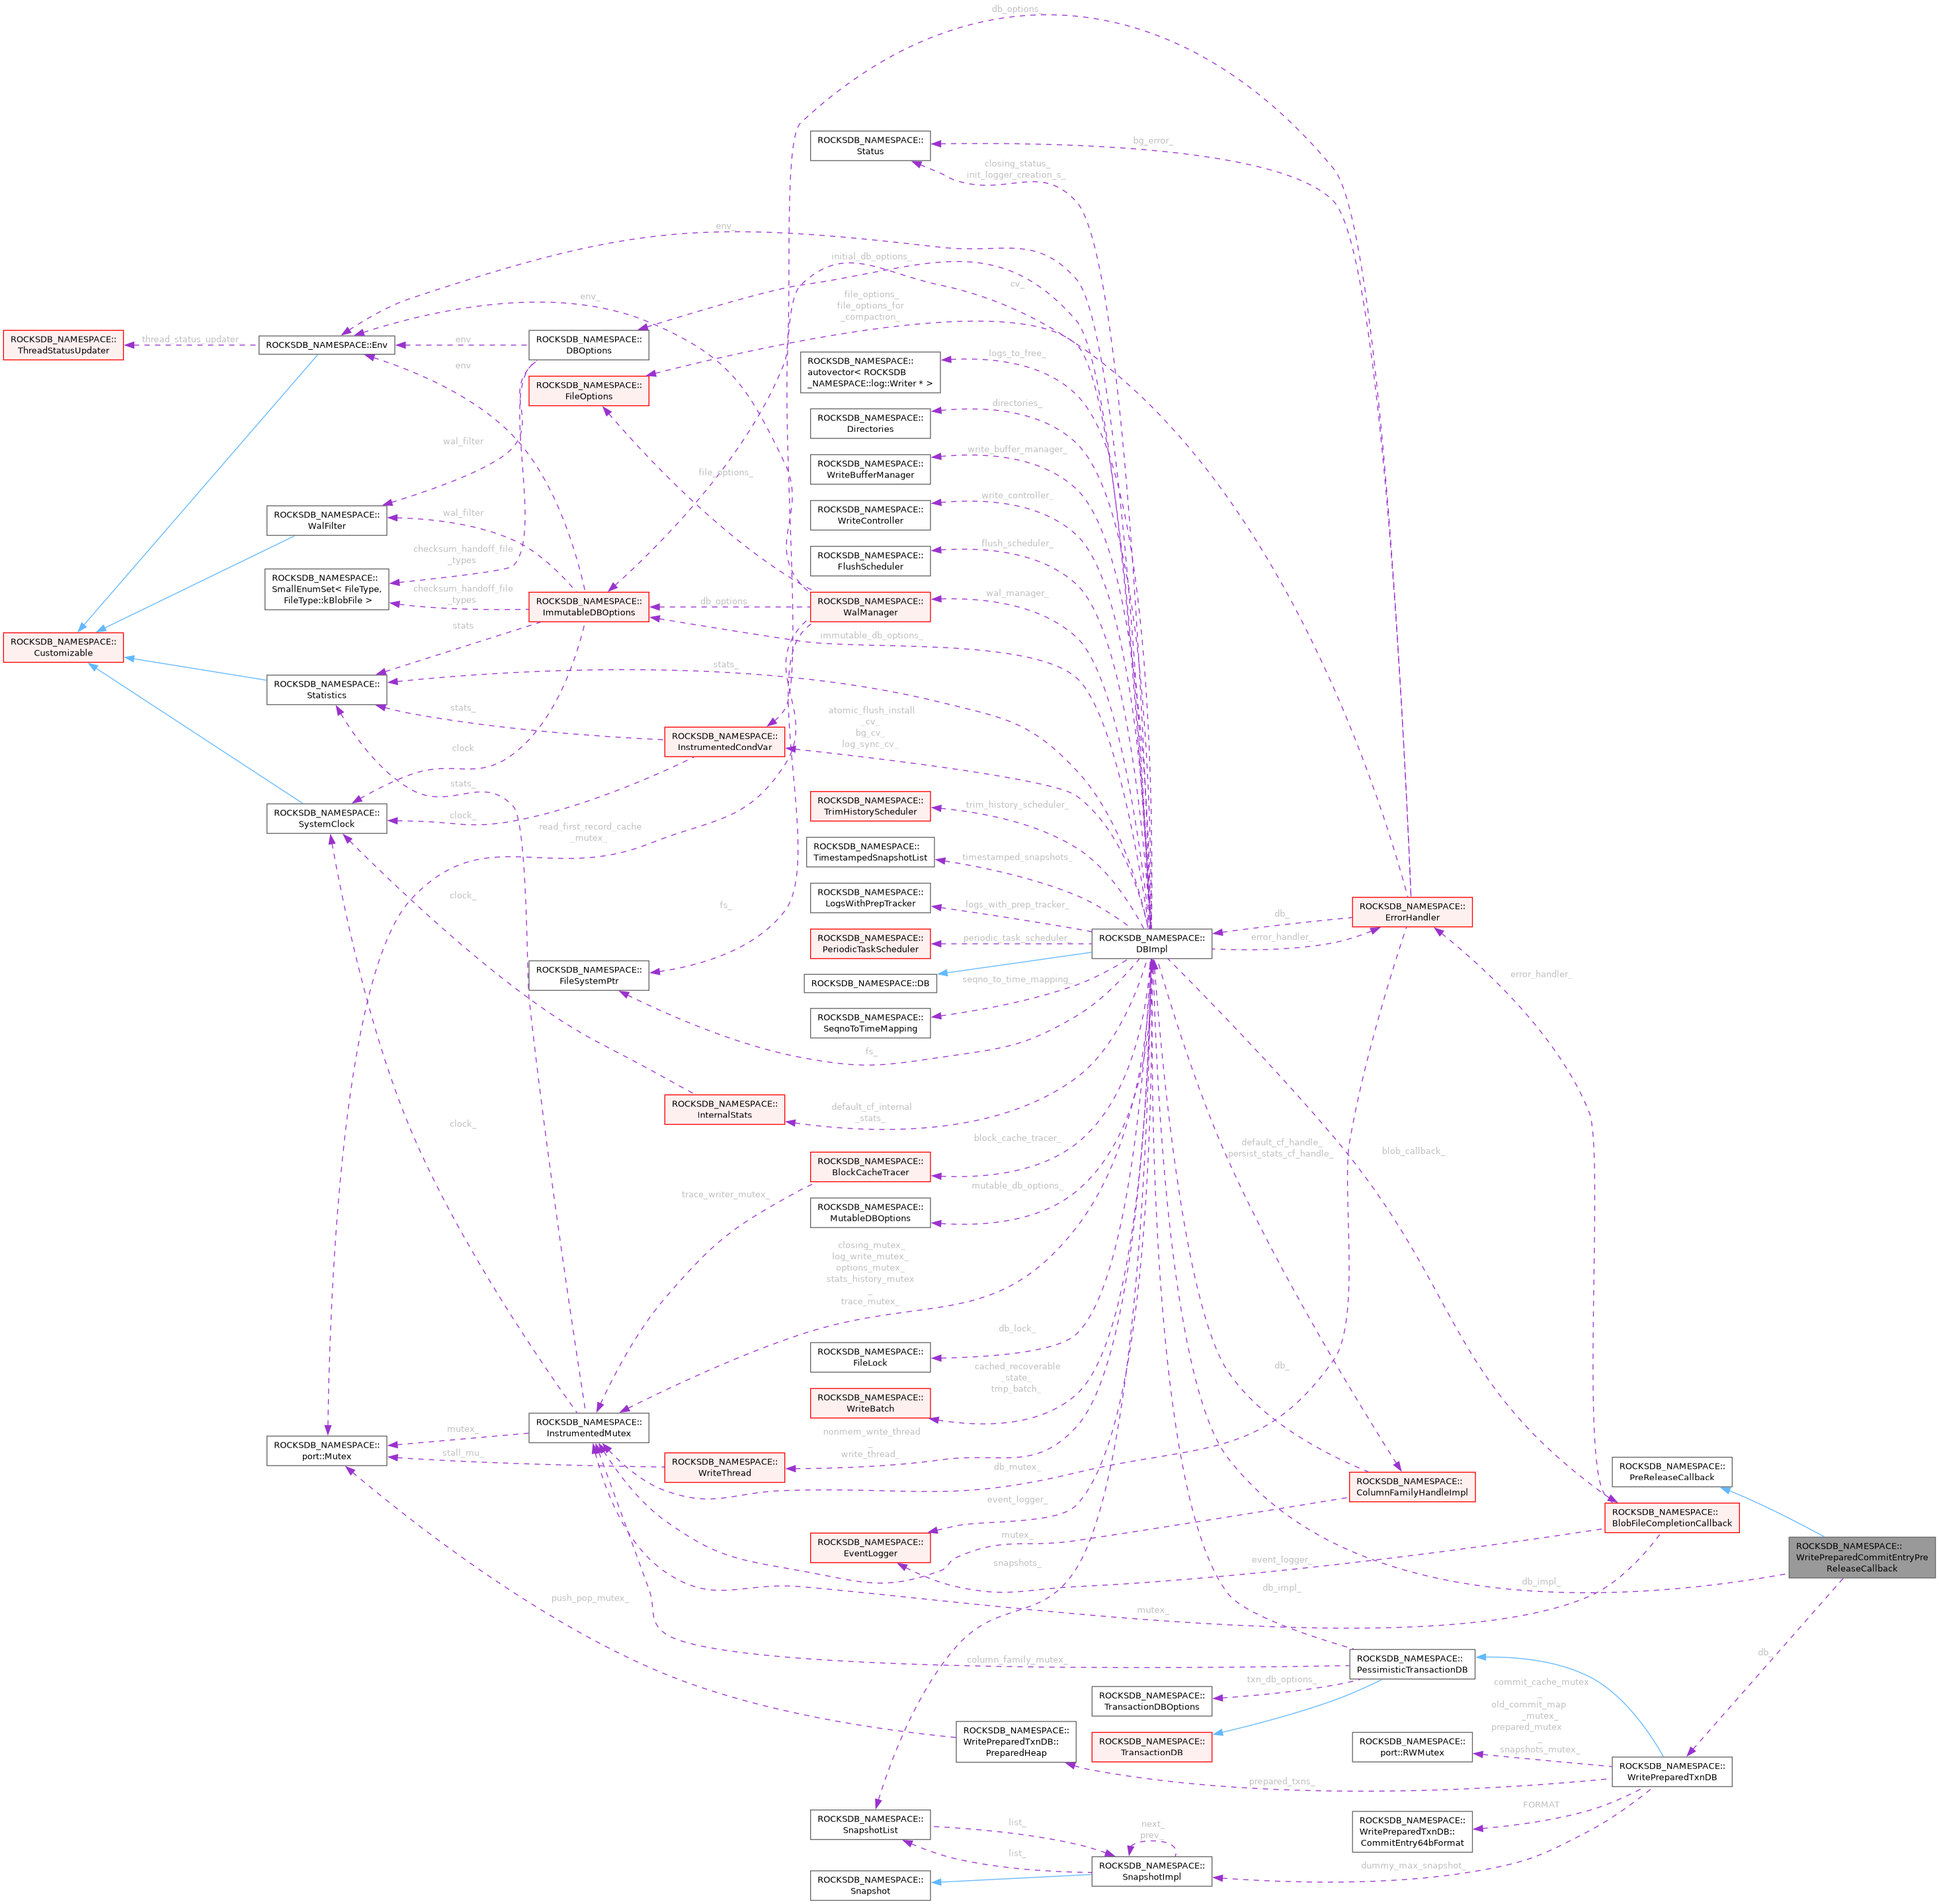 db_options_
ROCKSDB_NAMESPACE::
Status
bg_error_
closing_status_
init_logger_creation_s_
env_
initial_db_options_
cv_
env_
file_options_
file_options_for
_compaction_
ROCKSDB_NAMESPACE::
ThreadStatusUpdater
thread_status_updater_
ROCKSDB_NAMESPACE::Env
env
ROCKSDB_NAMESPACE::
DBOptions
ROCKSDB_NAMESPACE::
FileOptions
env
ROCKSDB_NAMESPACE::
autovector< ROCKSDB
_NAMESPACE::log::Writer * >
logs_to_free_
ROCKSDB_NAMESPACE::
Directories
directories_
wal_filter
file_options_
ROCKSDB_NAMESPACE::
WriteBufferManager
write_buffer_manager_
ROCKSDB_NAMESPACE::
WalFilter
wal_filter
ROCKSDB_NAMESPACE::
WriteController
write_controller_
checksum_handoff_file
_types
ROCKSDB_NAMESPACE::
FlushScheduler
flush_scheduler_
ROCKSDB_NAMESPACE::
SmallEnumSet< FileType,
FileType::kBlobFile >
checksum_handoff_file
_types
ROCKSDB_NAMESPACE::
ImmutableDBOptions
db_options_
ROCKSDB_NAMESPACE::
WalManager
wal_manager_
stats
immutable_db_options_
ROCKSDB_NAMESPACE::
Customizable
stats_
ROCKSDB_NAMESPACE::
Statistics
stats_
atomic_flush_install
_cv_
bg_cv_
log_sync_cv_
ROCKSDB_NAMESPACE::
InstrumentedCondVar
clock
stats_
ROCKSDB_NAMESPACE::
SystemClock
clock_
read_first_record_cache
_mutex_
ROCKSDB_NAMESPACE::
TrimHistoryScheduler
trim_history_scheduler_
ROCKSDB_NAMESPACE::
TimestampedSnapshotList
timestamped_snapshots_
clock_
fs_
ROCKSDB_NAMESPACE::
LogsWithPrepTracker
logs_with_prep_tracker_
ROCKSDB_NAMESPACE::
PeriodicTaskScheduler
periodic_task_scheduler_
ROCKSDB_NAMESPACE::
DBImpl
db_
error_handler_
ROCKSDB_NAMESPACE::
ErrorHandler
error_handler_
ROCKSDB_NAMESPACE::
FileSystemPtr
ROCKSDB_NAMESPACE::DB
ROCKSDB_NAMESPACE::
SeqnoToTimeMapping
seqno_to_time_mapping_
fs_
ROCKSDB_NAMESPACE::
InternalStats
default_cf_internal
_stats_
clock_
block_cache_tracer_
ROCKSDB_NAMESPACE::
BlockCacheTracer
default_cf_handle_
persist_stats_cf_handle_
blob_callback_
trace_writer_mutex_
ROCKSDB_NAMESPACE::
MutableDBOptions
mutable_db_options_
closing_mutex_
log_write_mutex_
options_mutex_
stats_history_mutex
_
trace_mutex_
ROCKSDB_NAMESPACE::
FileLock
db_lock_
ROCKSDB_NAMESPACE::
WriteBatch
cached_recoverable
_state_
tmp_batch_
db_
ROCKSDB_NAMESPACE::
port::Mutex
mutex_
stall_mu_
ROCKSDB_NAMESPACE::
InstrumentedMutex
ROCKSDB_NAMESPACE::
WriteThread
nonmem_write_thread
_
write_thread_
db_mutex_
ROCKSDB_NAMESPACE::
ColumnFamilyHandleImpl
ROCKSDB_NAMESPACE::
PreReleaseCallback
ROCKSDB_NAMESPACE::
BlobFileCompletionCallback
event_logger_
ROCKSDB_NAMESPACE::
EventLogger
mutex_
snapshots_
event_logger_
ROCKSDB_NAMESPACE::
WritePreparedCommitEntryPre
ReleaseCallback
db_impl_
db_impl_
push_pop_mutex_
mutex_
column_family_mutex_
ROCKSDB_NAMESPACE::
PessimisticTransactionDB
db_
txn_db_options_
ROCKSDB_NAMESPACE::
TransactionDBOptions
commit_cache_mutex
_
old_commit_map
_mutex_
prepared_mutex
_
snapshots_mutex_
ROCKSDB_NAMESPACE::
WritePreparedTxnDB::
PreparedHeap
ROCKSDB_NAMESPACE::
TransactionDB
ROCKSDB_NAMESPACE::
port::RWMutex
ROCKSDB_NAMESPACE::
WritePreparedTxnDB
prepared_txns_
FORMAT
ROCKSDB_NAMESPACE::
SnapshotList
list_
list_
next_
prev_
ROCKSDB_NAMESPACE::
WritePreparedTxnDB::
CommitEntry64bFormat
ROCKSDB_NAMESPACE::
SnapshotImpl
dummy_max_snapshot_
ROCKSDB_NAMESPACE::
Snapshot